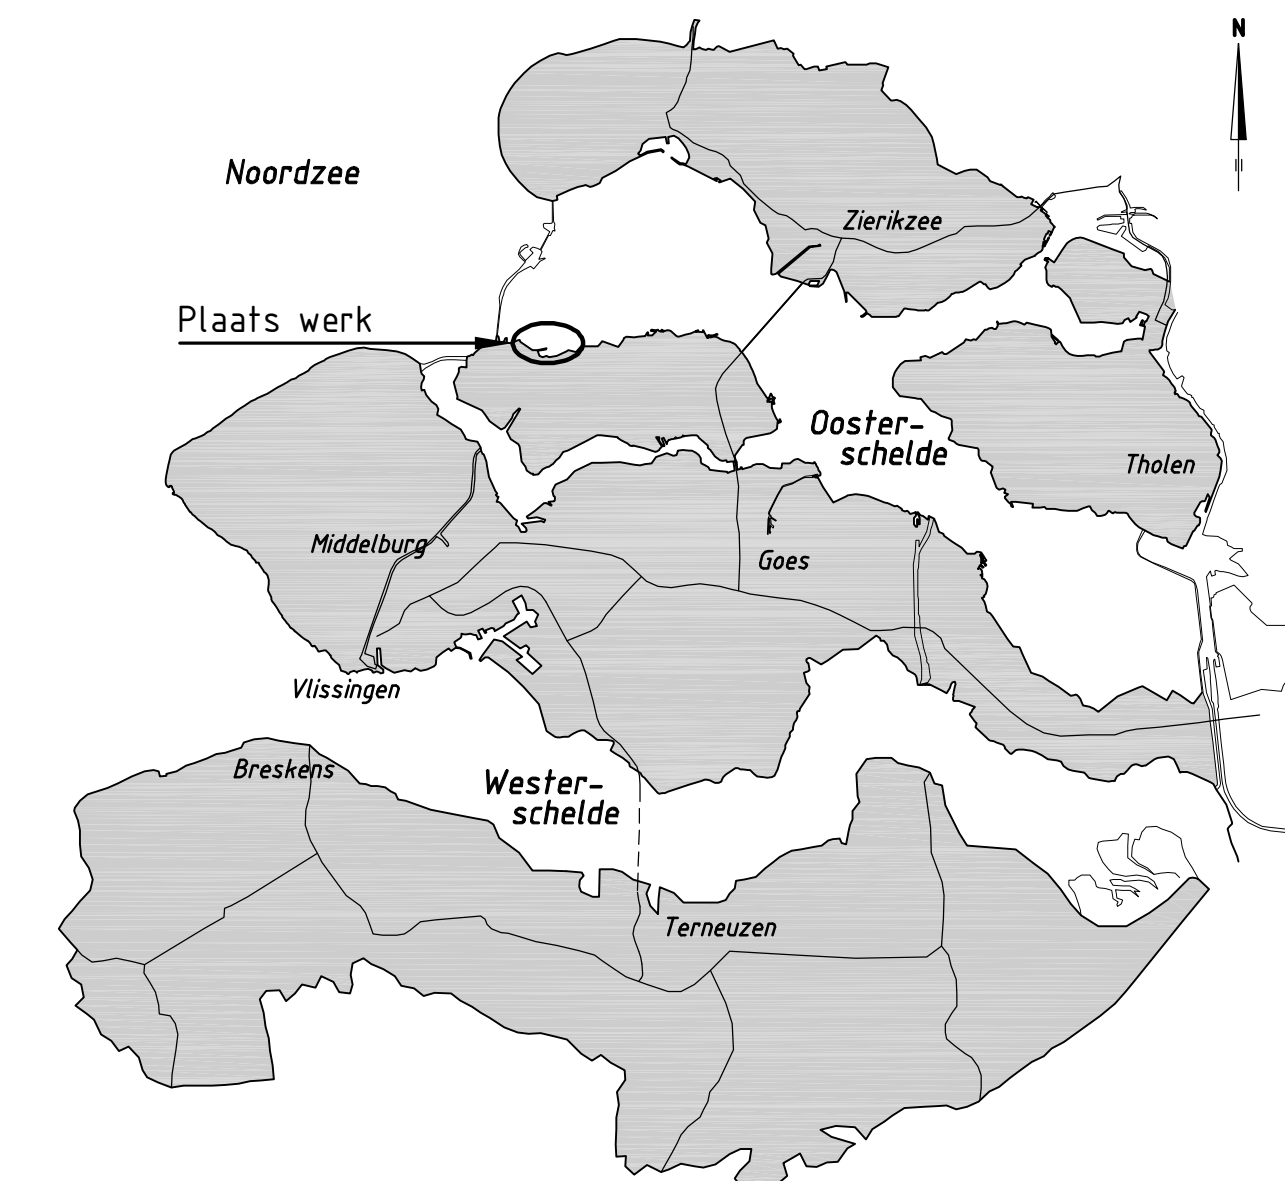 N
Noordzee
Zierikzee
Plaats werk
Ooster-
schelde
Tholen
Middelburg
Goes
Vlissingen
Breskens
Wester-
schelde
Terneuzen